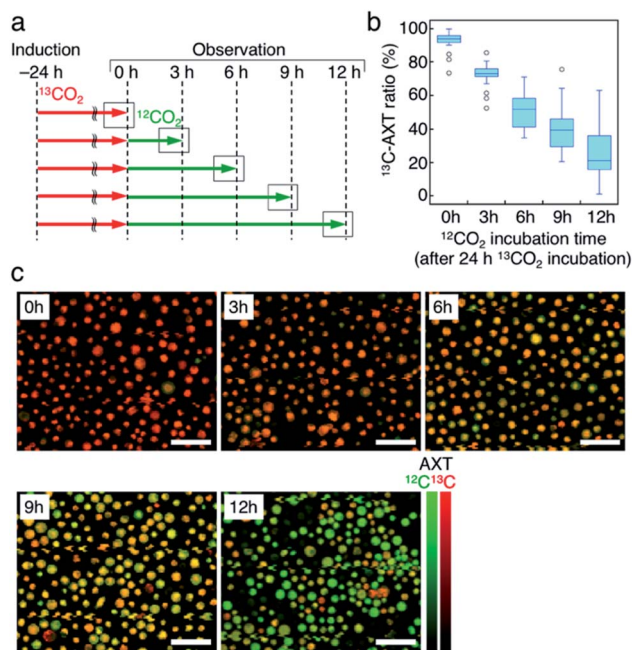 a
Induction
Observation
–24 h
0 h
3 h
6 h
9 h
12 h
¹³CO₂
¹²CO₂
b
¹³C-AXT ratio (%)
100
80
60
40
20
0
0h
3h
6h
9h
12h
¹²CO₂ incubation time
(after 24 h ¹³CO₂ incubation)
c
0h
3h
6h
9h
12h
AXT
¹²C ¹³C